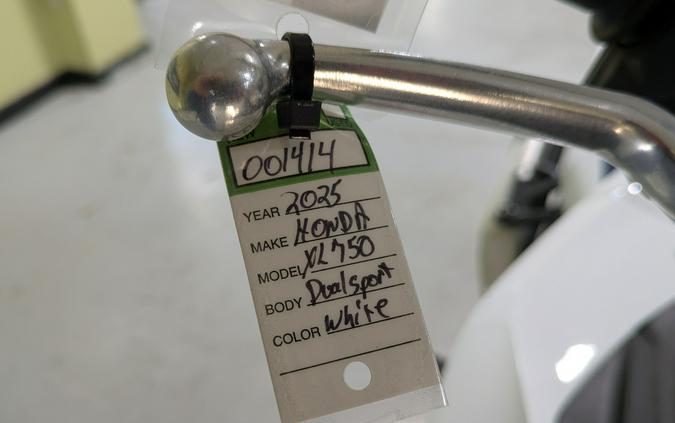 001414
YEAR 2025
MAKE HONDA
MODEL XL750
BODY Dualsport
COLOR White